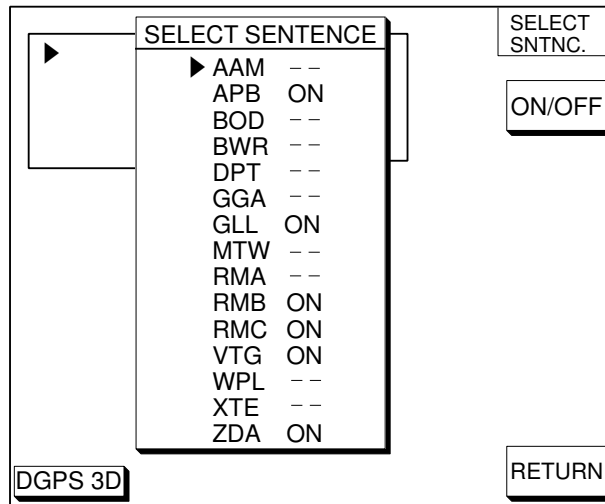 SELECT SENTENCE
▶ AAM – –
APB ON
BOD – –
BWR – –
DPT – –
GGA – –
GLL ON
MTW – –
RMA – –
RMB ON
RMC ON
VTG ON
WPL – –
XTE – –
ZDA ON
SELECT
SNTNC.
ON/OFF
RETURN
DGPS 3D